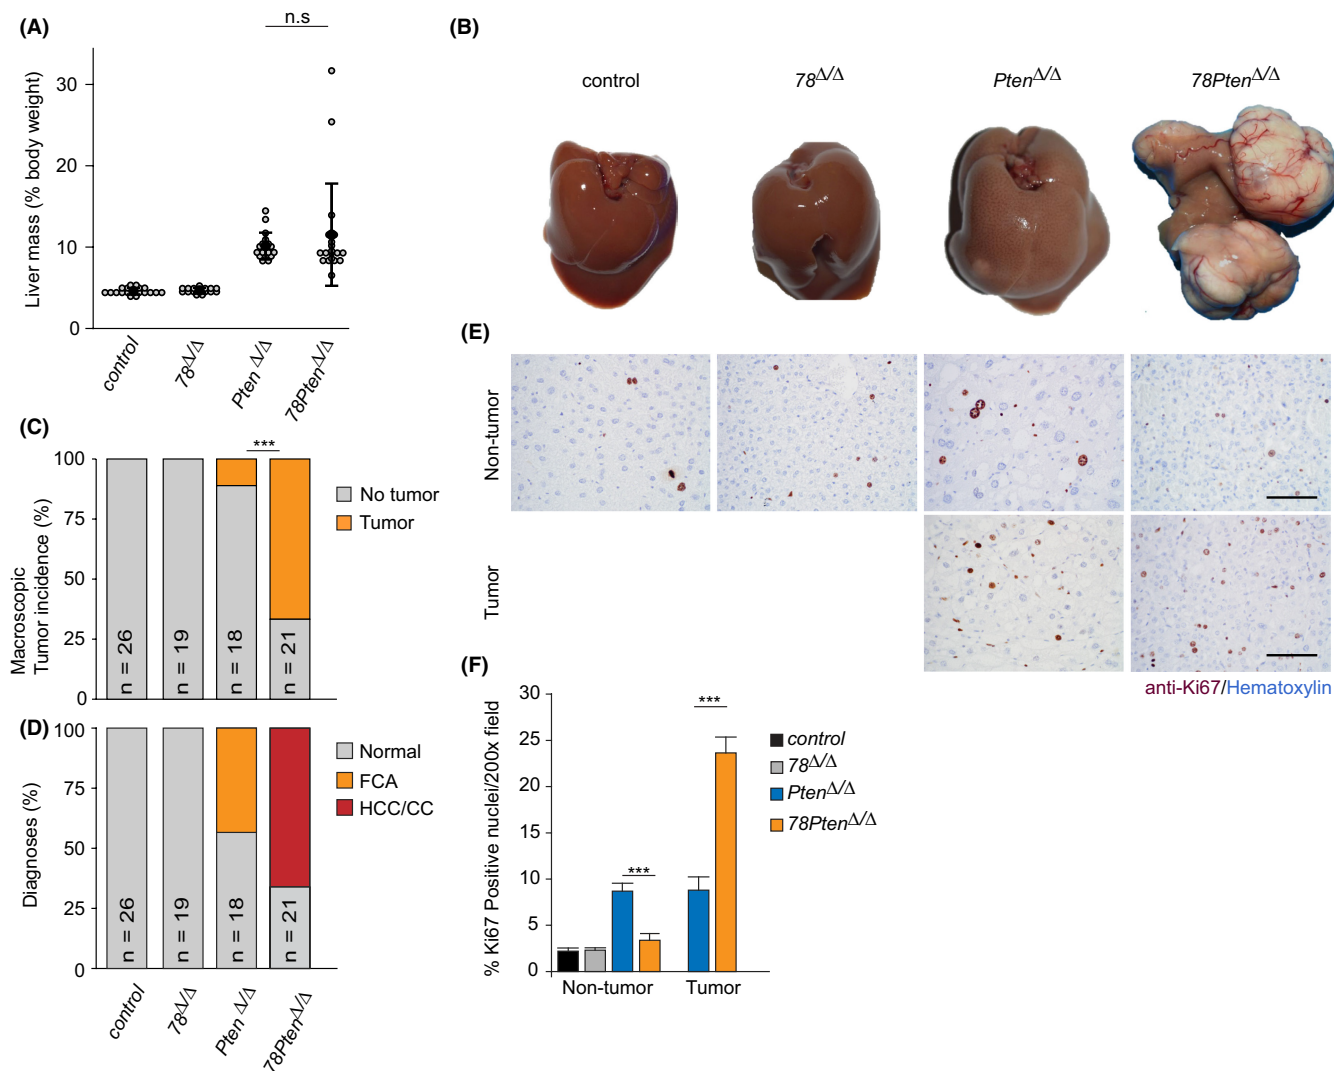 (A)
n.s
Liver mass (% body weight)
30
20
10
0
control
78Δ/Δ
Pten Δ/Δ
78PtenΔ/Δ
(B)
control
78Δ/Δ
PtenΔ/Δ
78PtenΔ/Δ
(C)
***
Macroscopic
Tumor incidence (%)
100
75
50
25
0
n = 26
n = 19
n = 18
n = 21
No tumor
Tumor
(D)
Diagnoses (%)
100
75
50
25
0
n = 26
n = 19
n = 18
n = 21
Normal
FCA
HCC/CC
control
78Δ/Δ
Pten Δ/Δ
78PtenΔ/Δ
(E)
Non-tumor
Tumor
anti-Ki67/Hematoxylin
(F)
% Ki67 Positive nuclei/200x field
30
25
20
15
10
5
0
***
***
Non-tumor
Tumor
control
78Δ/Δ
PtenΔ/Δ
78PtenΔ/Δ